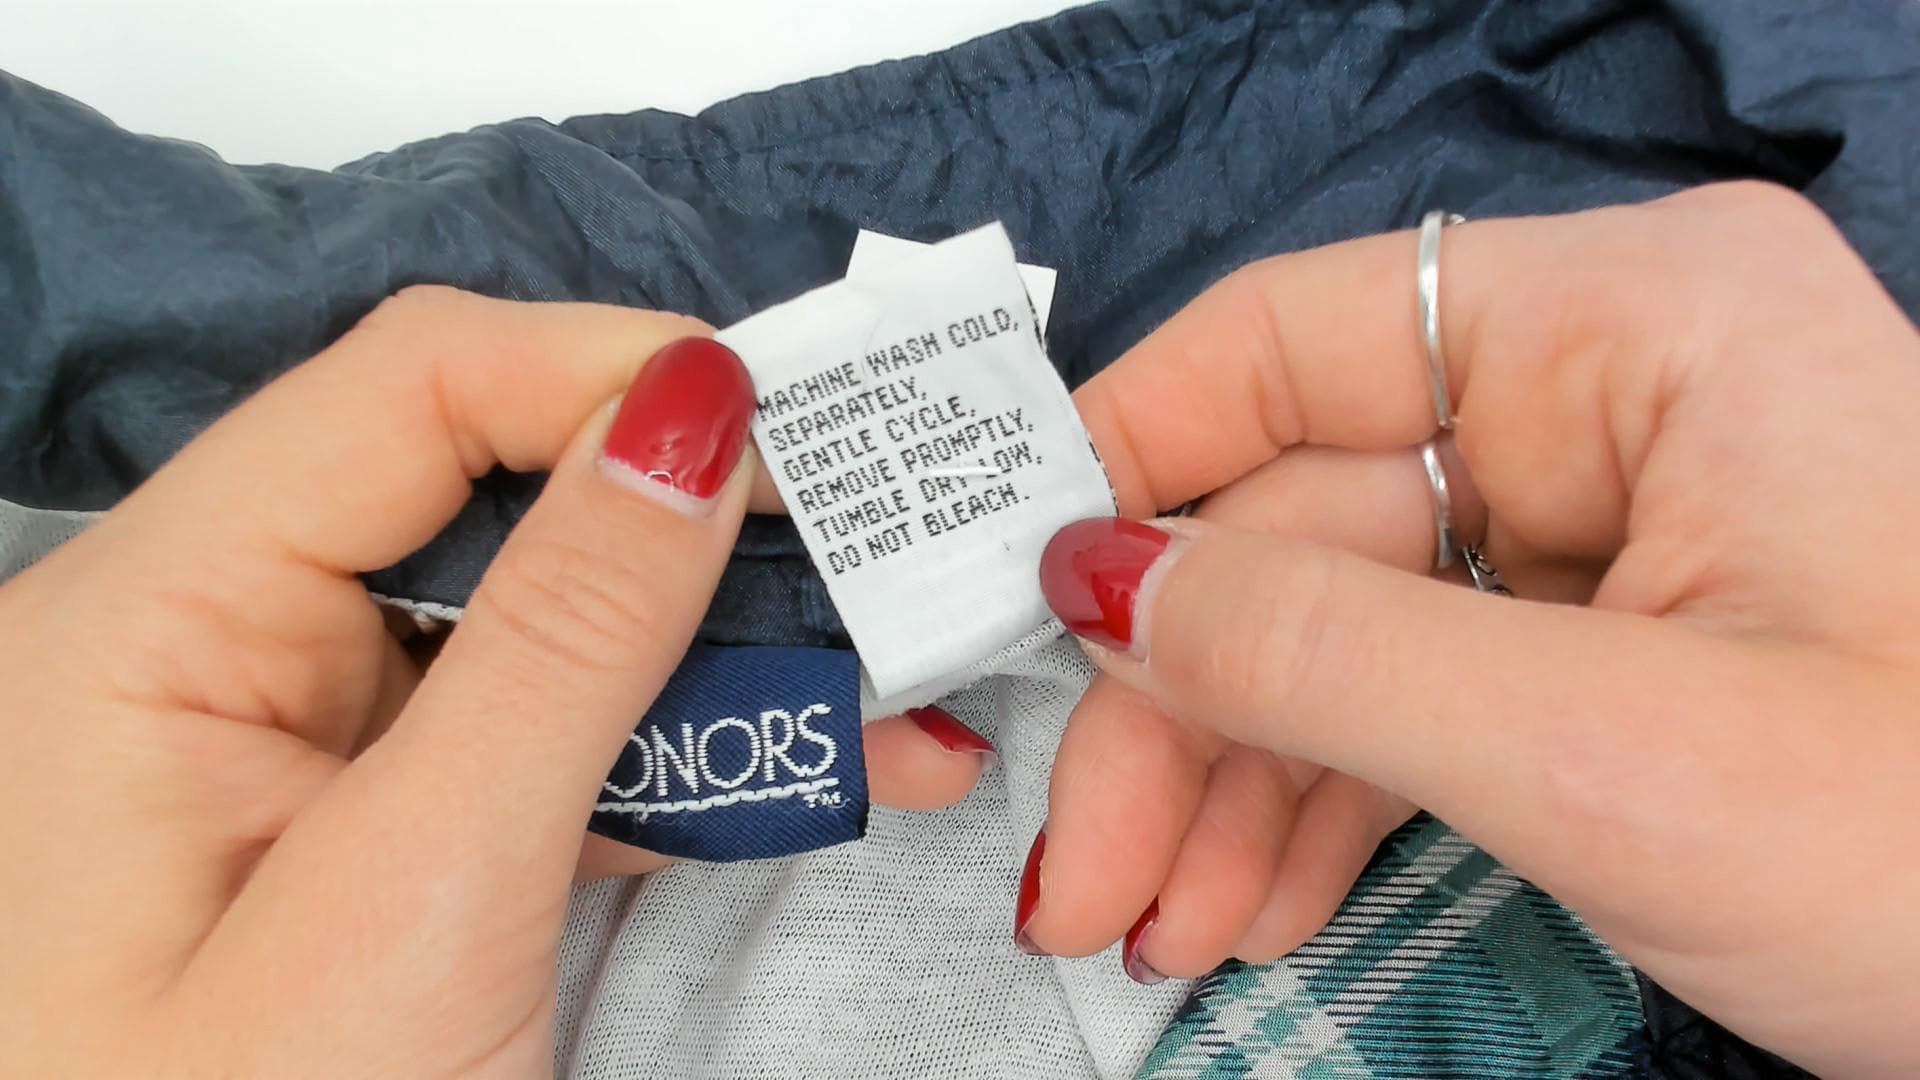 MACHINE WASH COLD,
SEPARATELY,
GENTLE CYCLE,
REMOVE PROMPTLY,
TUMBLE DRY LOW,
DO NOT BLEACH.
ONORS
TM